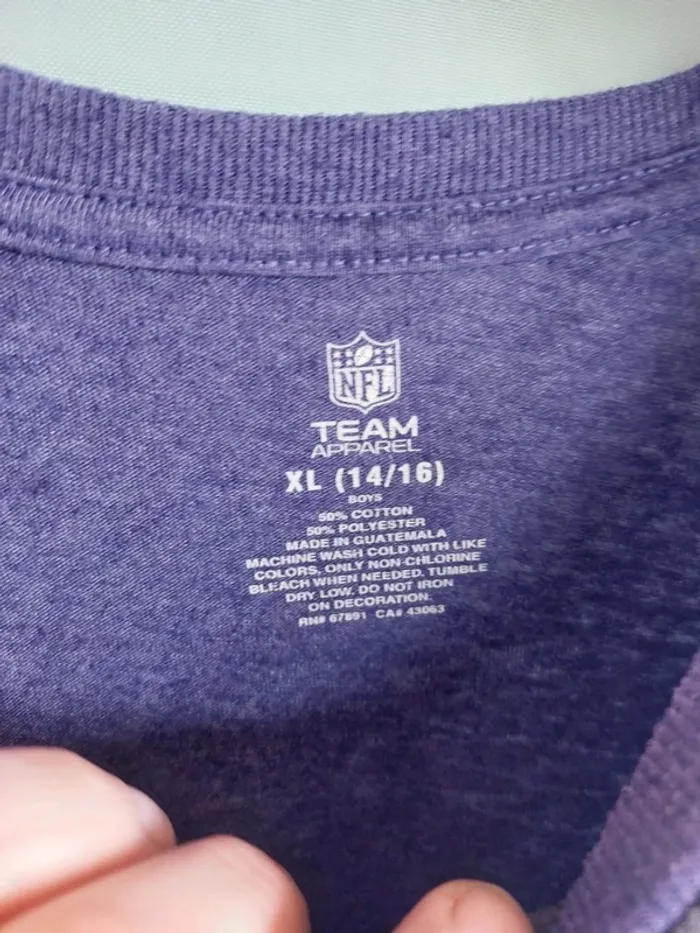 NFL
TEAM
APPAREL
XL (14/16)
BOYS
50% COTTON
50% POLYESTER
MADE IN GUATEMALA
MACHINE WASH COLD WITH LIKE
COLORS, ONLY NON-CHLORINE
BLEACH WHEN NEEDED. TUMBLE
DRY LOW. DO NOT IRON
ON DECORATION.
RN# 67891 CA# 43063